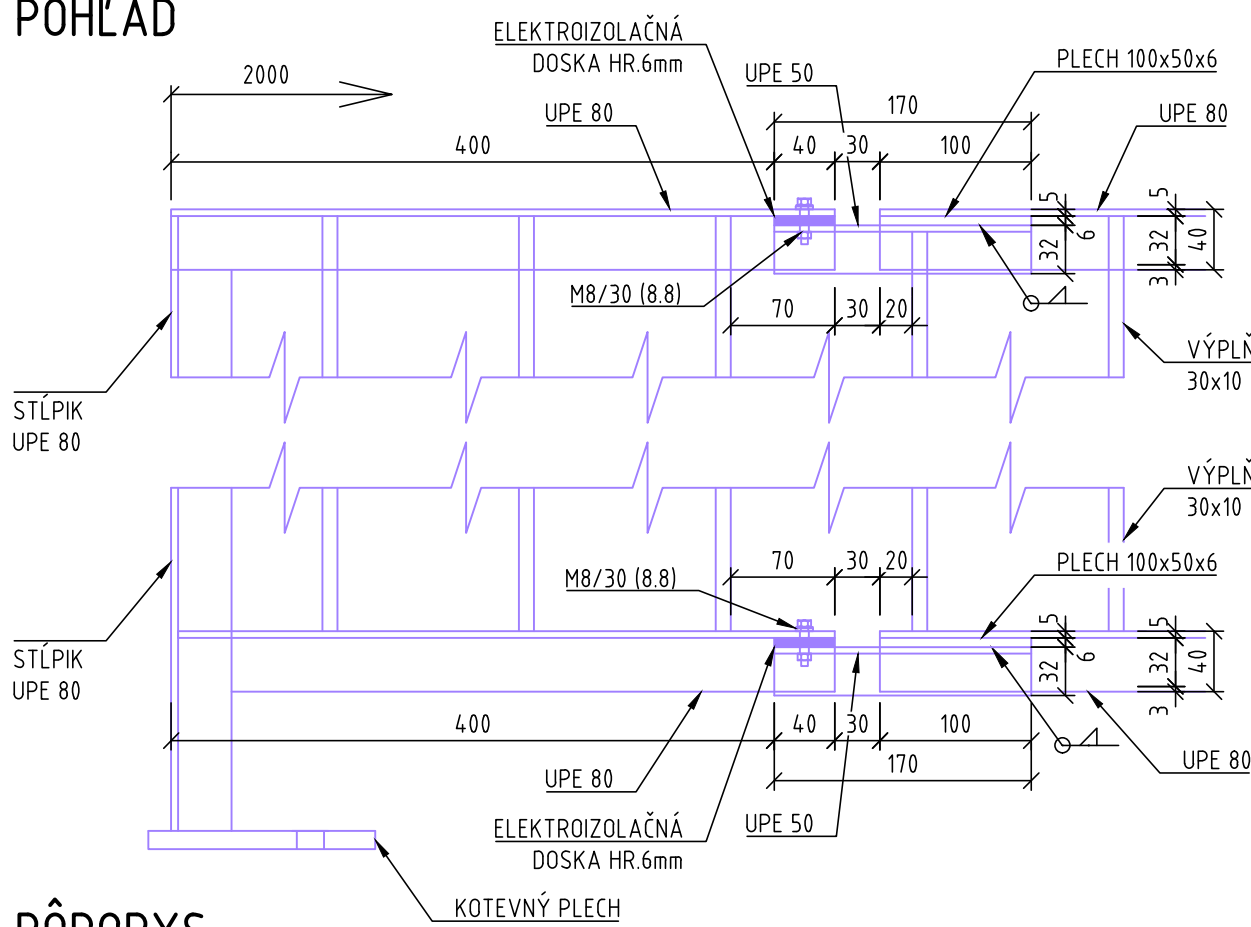 POHĽAD
ELEKTROIZOLAČNÁ
DOSKA HR.6mm
UPE 50
PLECH 100x50x6
2000
170
UPE 80
UPE 80
400
40
30
100
5
5
6
32
32
40
3
M8/30 (8.8)
70
30
20
VÝPLŇ
30x10
STĹPIK
UPE 80
VÝPLŇ
30x10
70
30
20
PLECH 100x50x6
M8/30 (8.8)
5
5
6
32
32
40
3
STĹPIK
UPE 80
400
40
30
100
170
UPE 80
UPE 80
UPE 50
ELEKTROIZOLAČNÁ
DOSKA HR.6mm
KOTEVNÝ PLECH
PÔDORYS